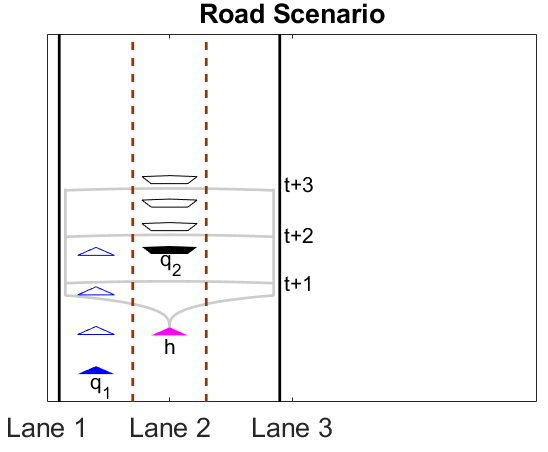 Road Scenario
t+3
t+2
q2
t+1
h
q1
Lane 1 Lane 2 Lane 3